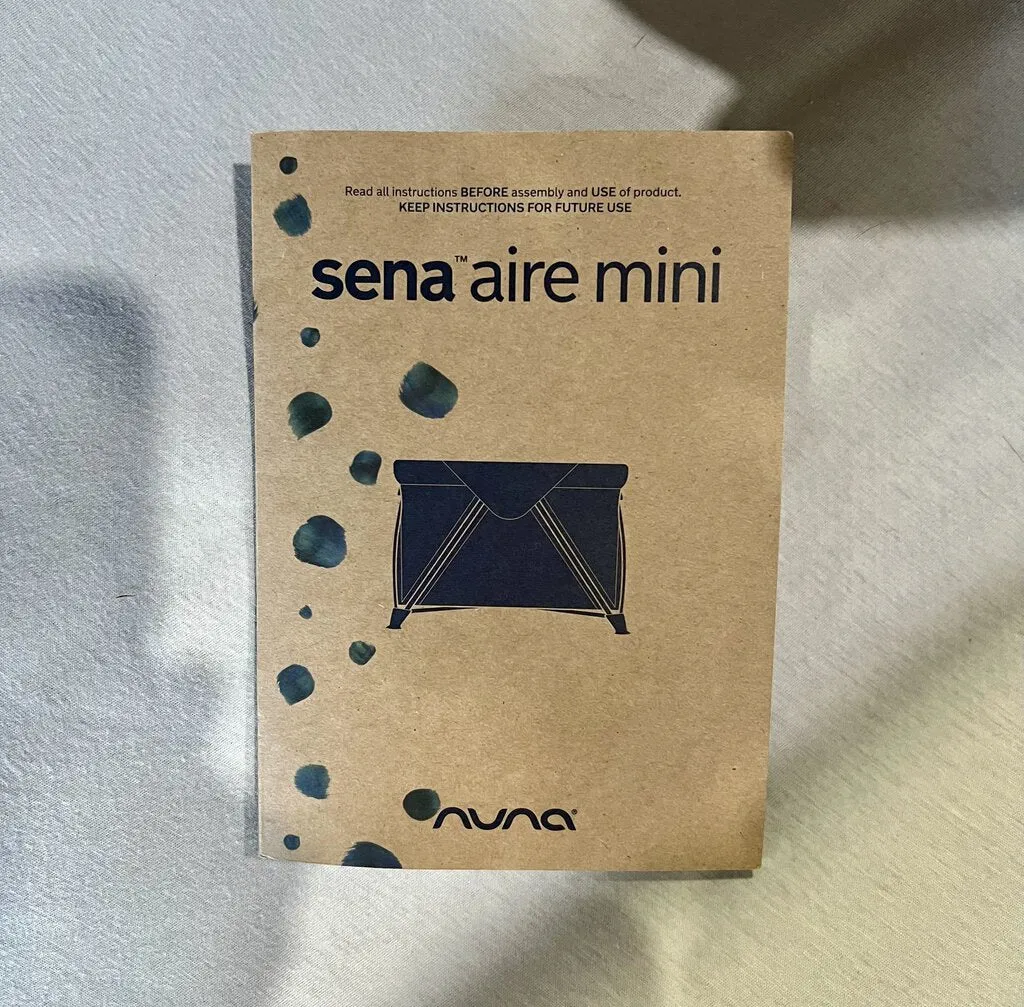 Read all instructions BEFORE assembly and USE of product.
KEEP INSTRUCTIONS FOR FUTURE USE
sena™ aire mini
nuna®